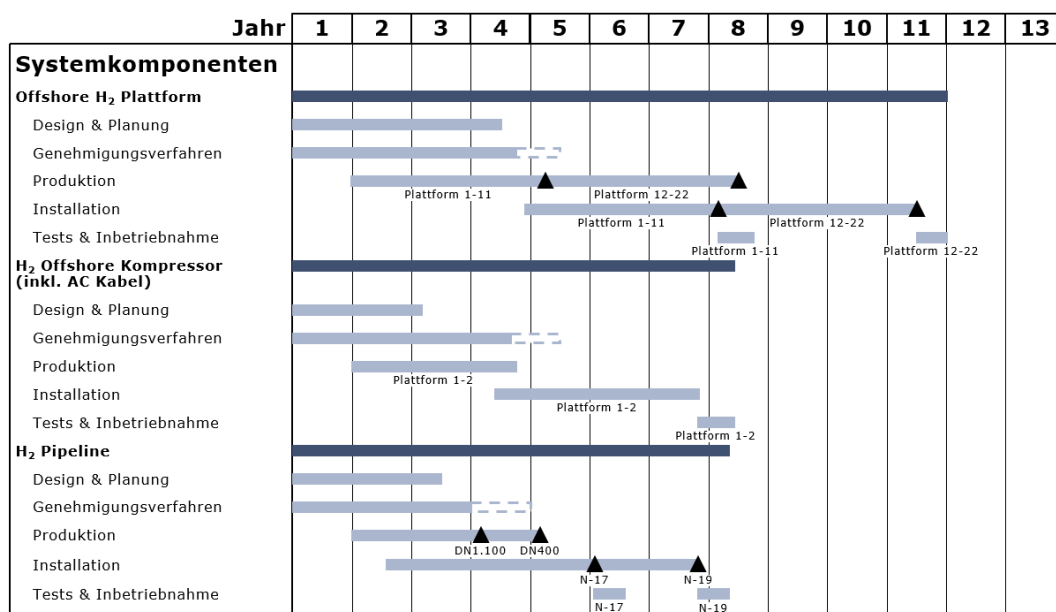 Jahr 1 2 3 4 5 6 7 8 9 10 11 12 13
Systemkomponenten
Offshore H₂ Plattform
Design & Planung
Genehmigungsverfahren
Produktion
Plattform 1-11 Plattform 12-22
Installation
Plattform 1-11 Plattform 12-22
Tests & Inbetriebnahme
Plattform 1-11 Plattform 12-22
H₂ Offshore Kompressor
(inkl. AC Kabel)
Design & Planung
Genehmigungsverfahren
Produktion
Plattform 1-2
Installation
Plattform 1-2
Tests & Inbetriebnahme
Plattform 1-2
H₂ Pipeline
Design & Planung
Genehmigungsverfahren
Produktion
DN1.100 DN400
Installation
N-17 N-19
Tests & Inbetriebnahme
N-17 N-19